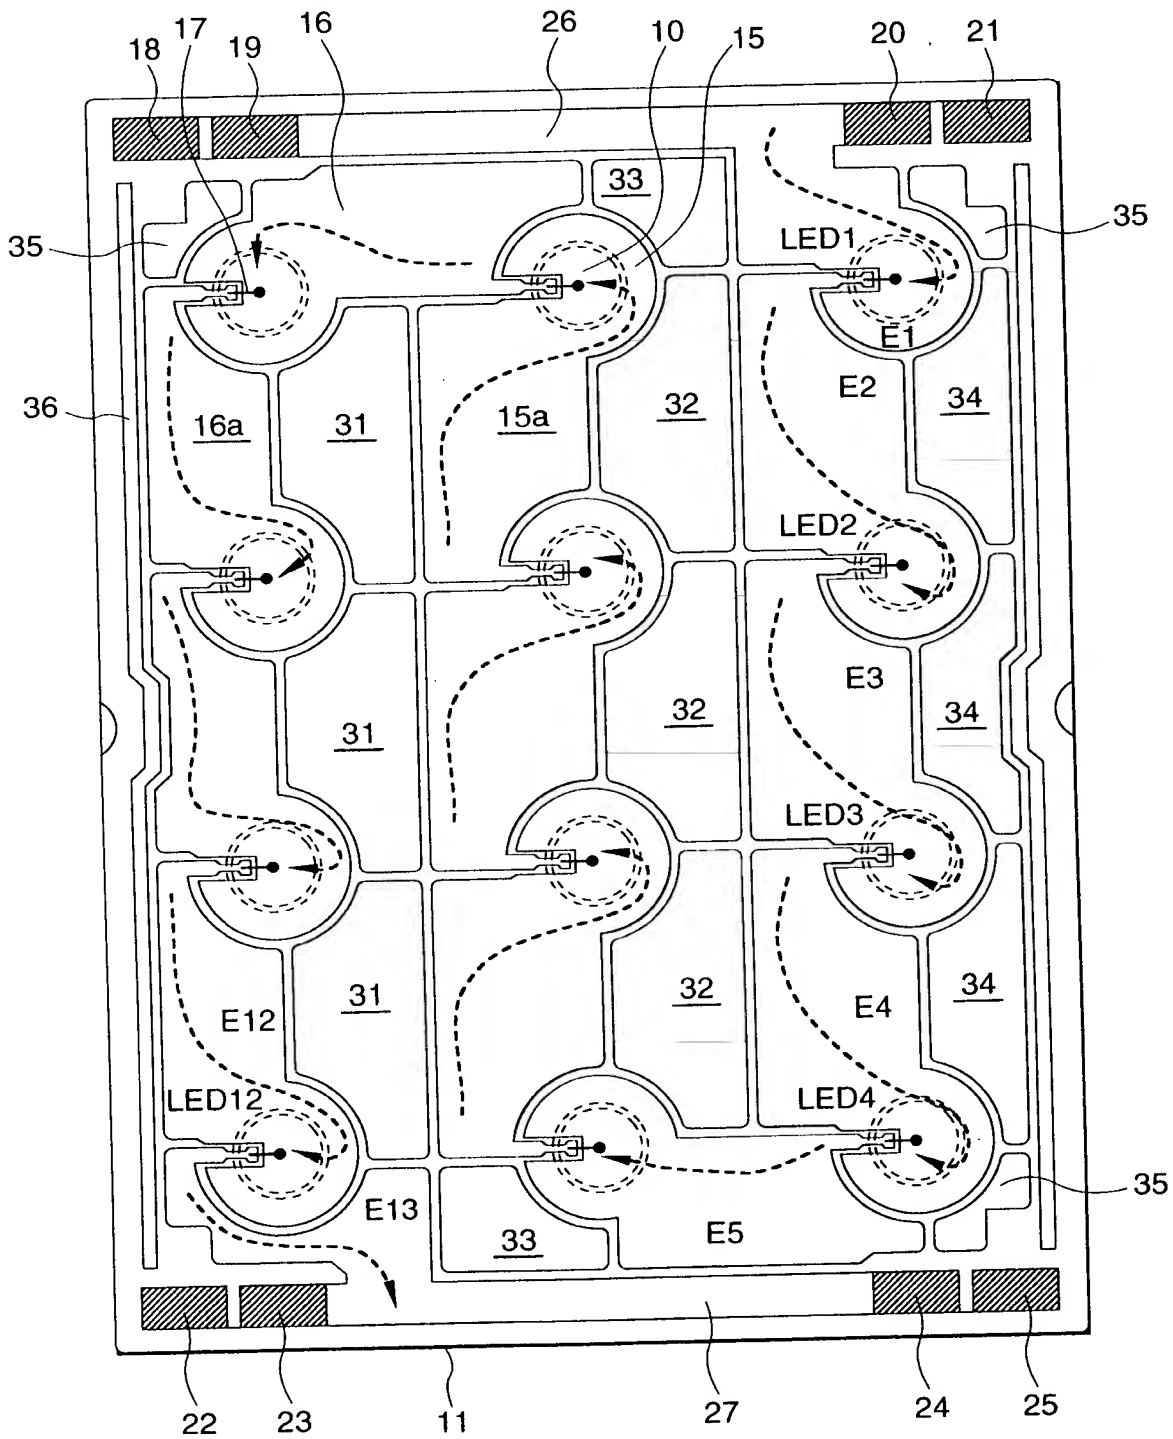 17 16 26 10 15 20 21
18 19
33
35 LED1 35
E1
E2
36 16a 31 15a 32 34
LED2
E3
31 32 34
LED3
31 32 E4 34
E12
LED12 LED4
35
E13 33 E5
22 23 11 27 24 25